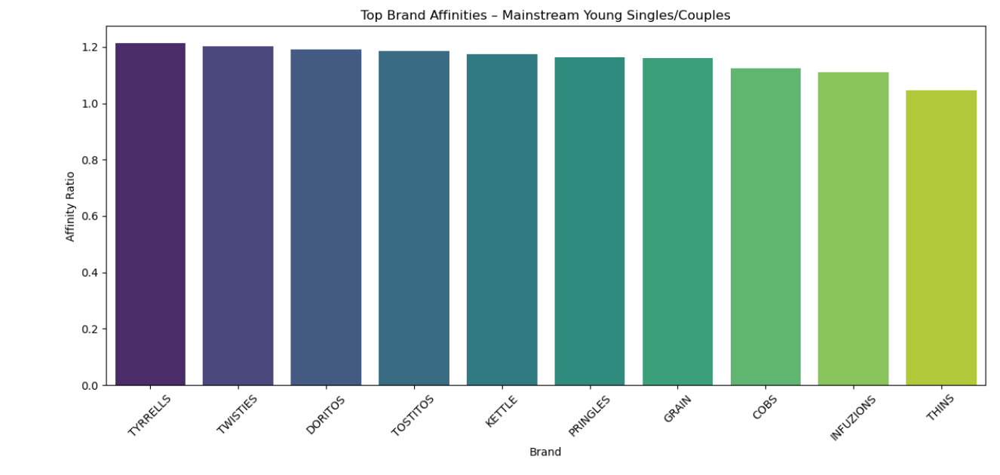 Top Brand Affinities – Mainstream Young Singles/Couples
1.2
1.0
0.8
0.6
0.4
0.2
0.0
Affinity Ratio
TYRRELLS
TWISTIES
DORITOS
TOSTITOS
KETTLE
PRINGLES
GRAIN
COBS
INFUZIONS
THINS
Brand